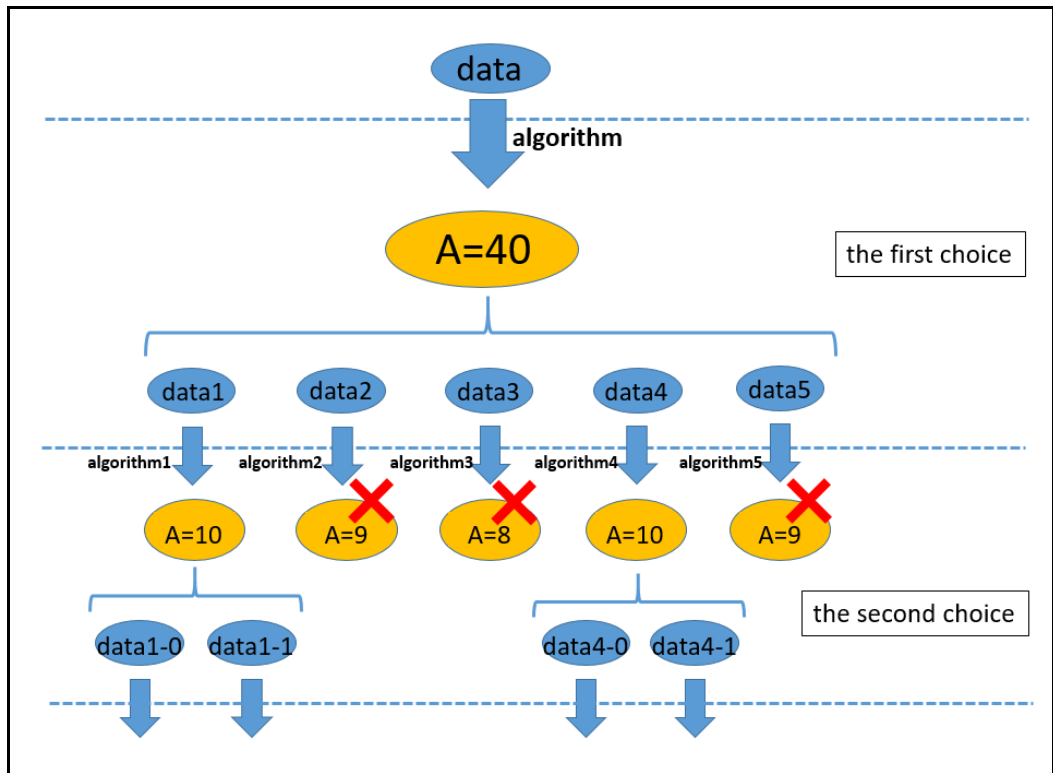 data
algorithm
A=40
the first choice
data1 data2 data3 data4 data5
algorithm1 algorithm2 algorithm3 algorithm4 algorithm5
A=10 A=9 A=8 A=10 A=9
the second choice
data1-0 data1-1 data4-0 data4-1